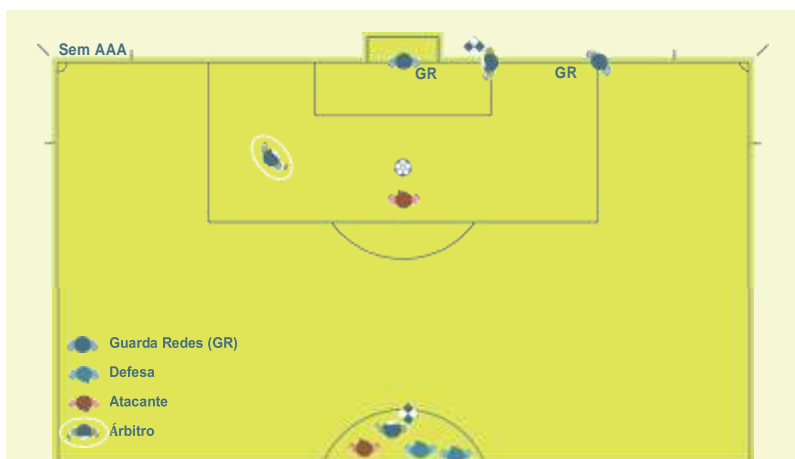 Sem AAA
GR
GR
Guarda Redes (GR)
Defesa
Atacante
Árbitro